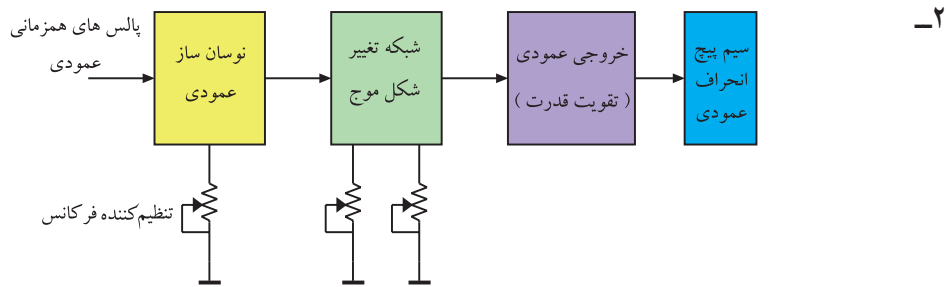 ۲ــ
پالس های همزمانی
عمودی
نوسان ساز
عمودی
شبکه تغییر
شکل موج
خروجی عمودی
( تقویت قدرت )
سیم پیچ
انحراف
عمودی
تنظیم‌کننده فرکانس